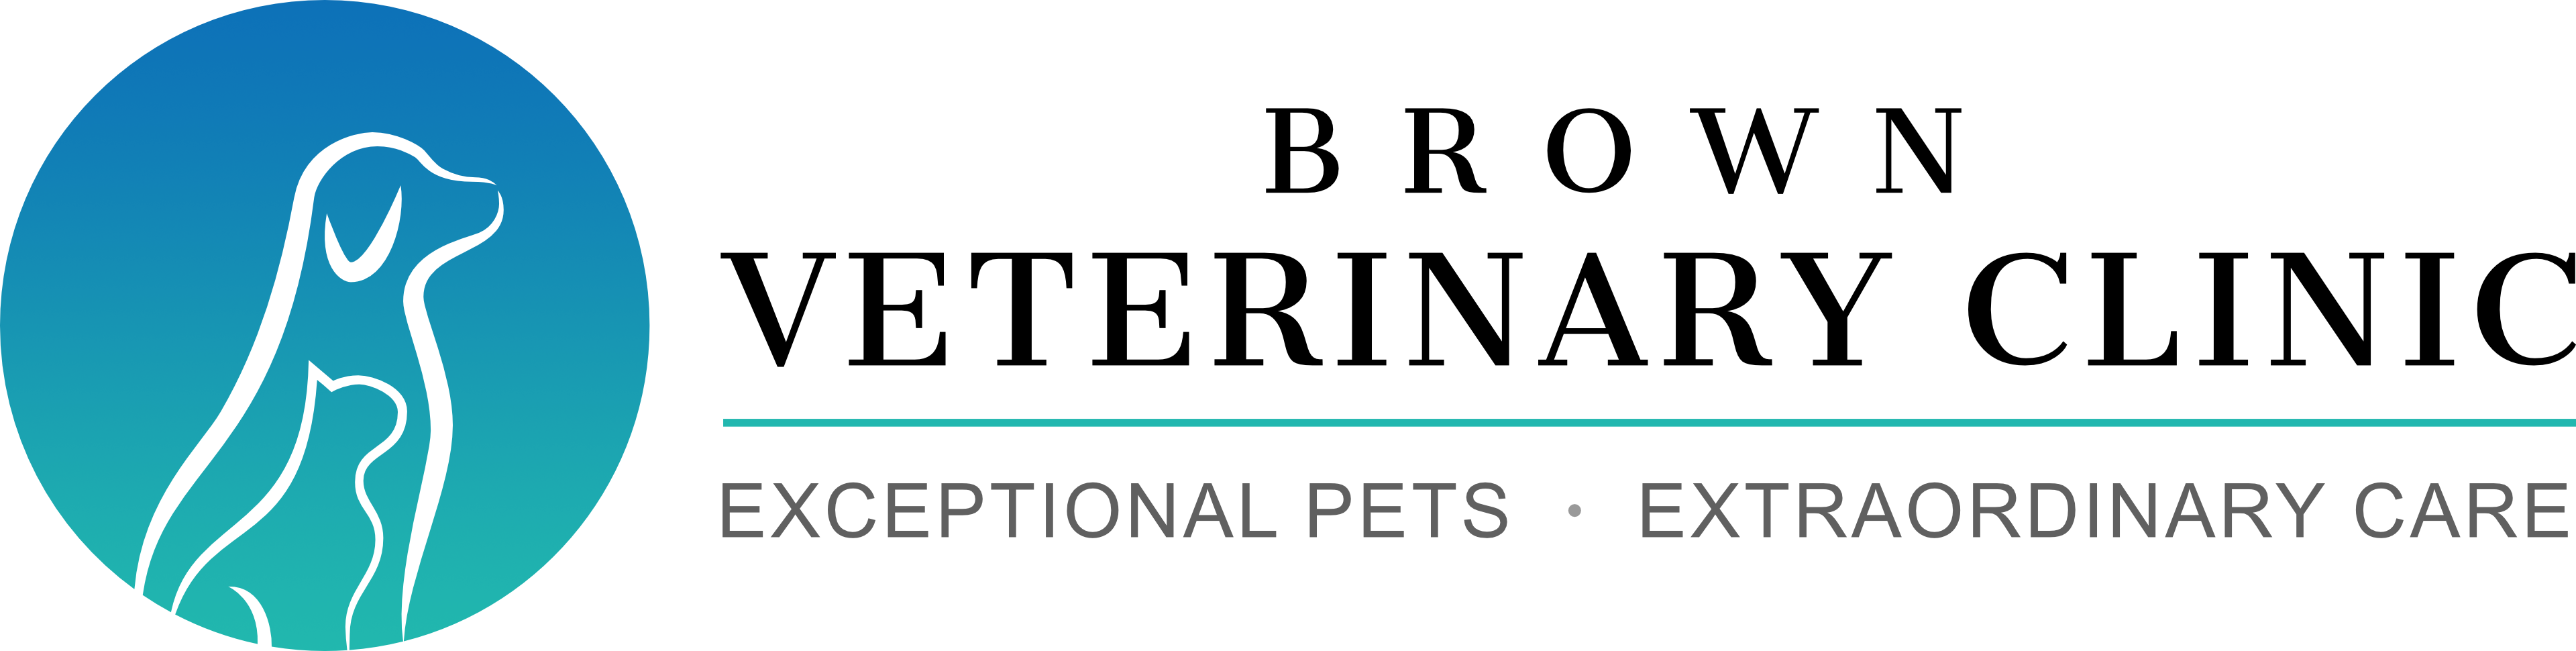 BROWN
VETERINARY CLINIC
EXCEPTIONAL PETS • EXTRAORDINARY CARE